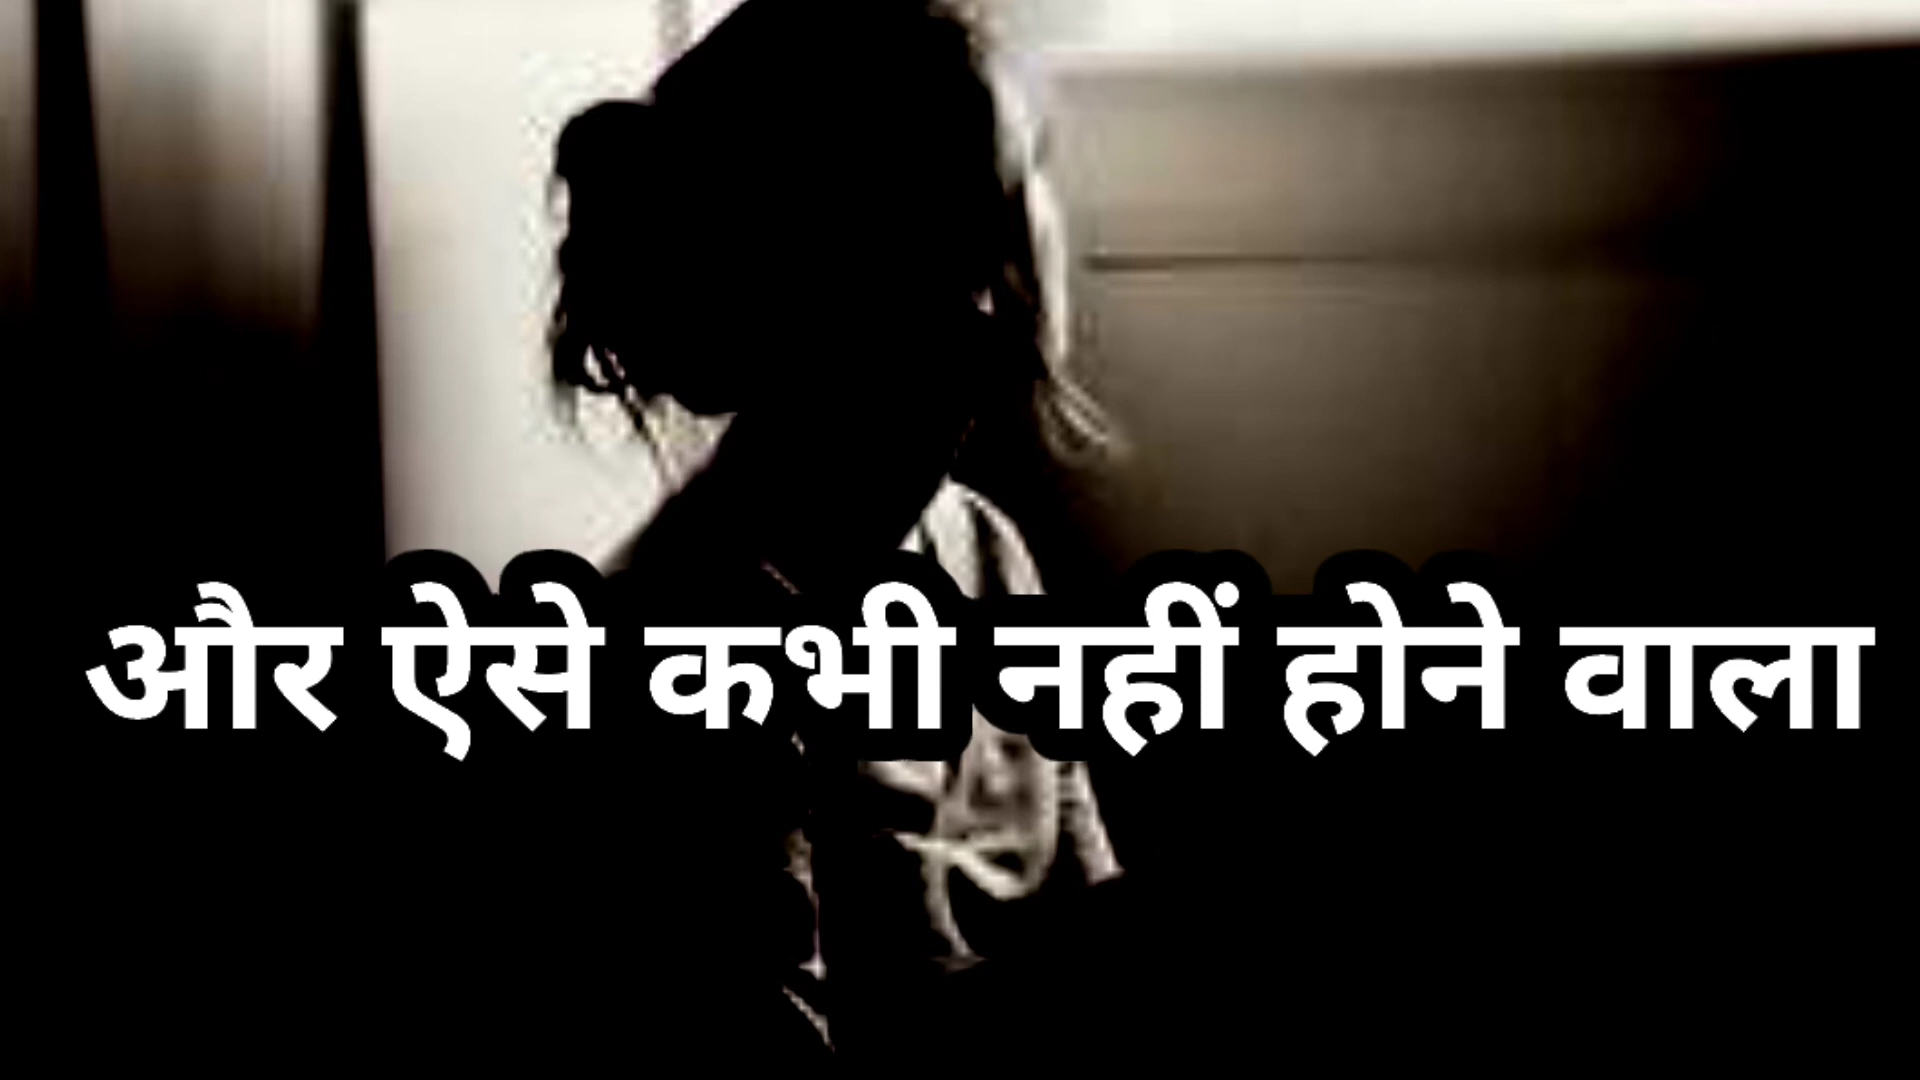 और ऐसे कभी नहीं होने वाला